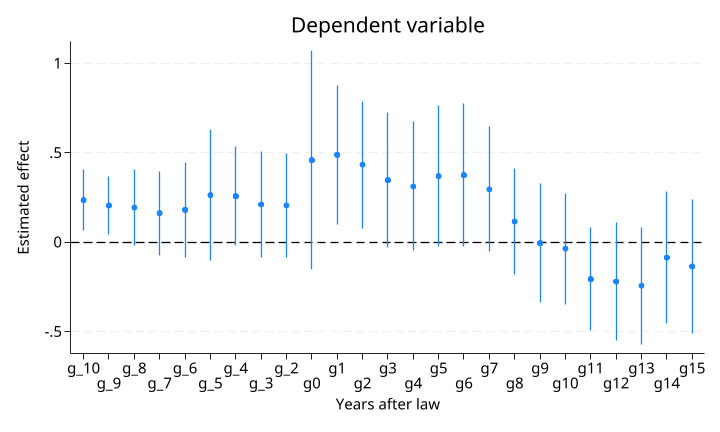 Dependent variable
Estimated effect
1
.5
0
-.5
g_10 g_8 g_6 g_4 g_2 g1 g3 g5 g7 g9 g11 g13 g15
g_9 g_7 g_5 g_3 g0 g2 g4 g6 g8 g10 g12 g14
Years after law